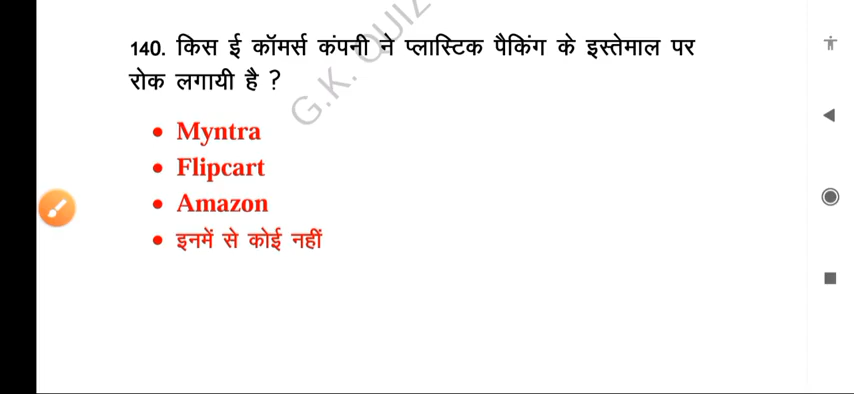 140. किस ई कॉमर्स कंपनी ने प्लास्टिक पैकिंग के इस्तेमाल पर
रोक लगायी है ?
G.K. QUIZ
• Myntra
• Flipcart
• Amazon
• इनमें से कोई नहीं